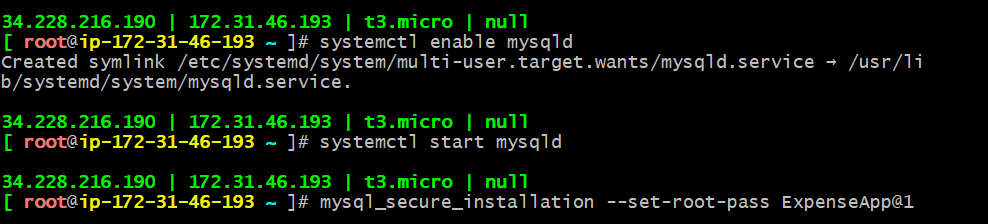 34.228.216.190 | 172.31.46.193 | t3.micro | null
[ root@ip-172-31-46-193 ~ ]# systemctl enable mysqld
Created symlink /etc/systemd/system/multi-user.target.wants/mysqld.service → /usr/li
b/systemd/system/mysqld.service.
34.228.216.190 | 172.31.46.193 | t3.micro | null
[ root@ip-172-31-46-193 ~ ]# systemctl start mysqld
34.228.216.190 | 172.31.46.193 | t3.micro | null
[ root@ip-172-31-46-193 ~ ]# mysql_secure_installation --set-root-pass ExpenseApp@1